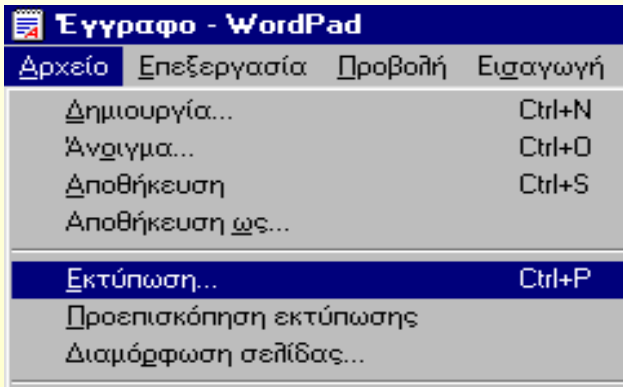 Έγγραφο - WordPad
Αρχείο Επεξεργασία Προβολή Εισαγωγή
Δημιουργία... Ctrl+N
Άνοιγμα... Ctrl+O
Αποθήκευση Ctrl+S
Αποθήκευση ως...
Εκτύπωση... Ctrl+P
Προεπισκόπηση εκτύπωσης
Διαμόρφωση σελίδας...